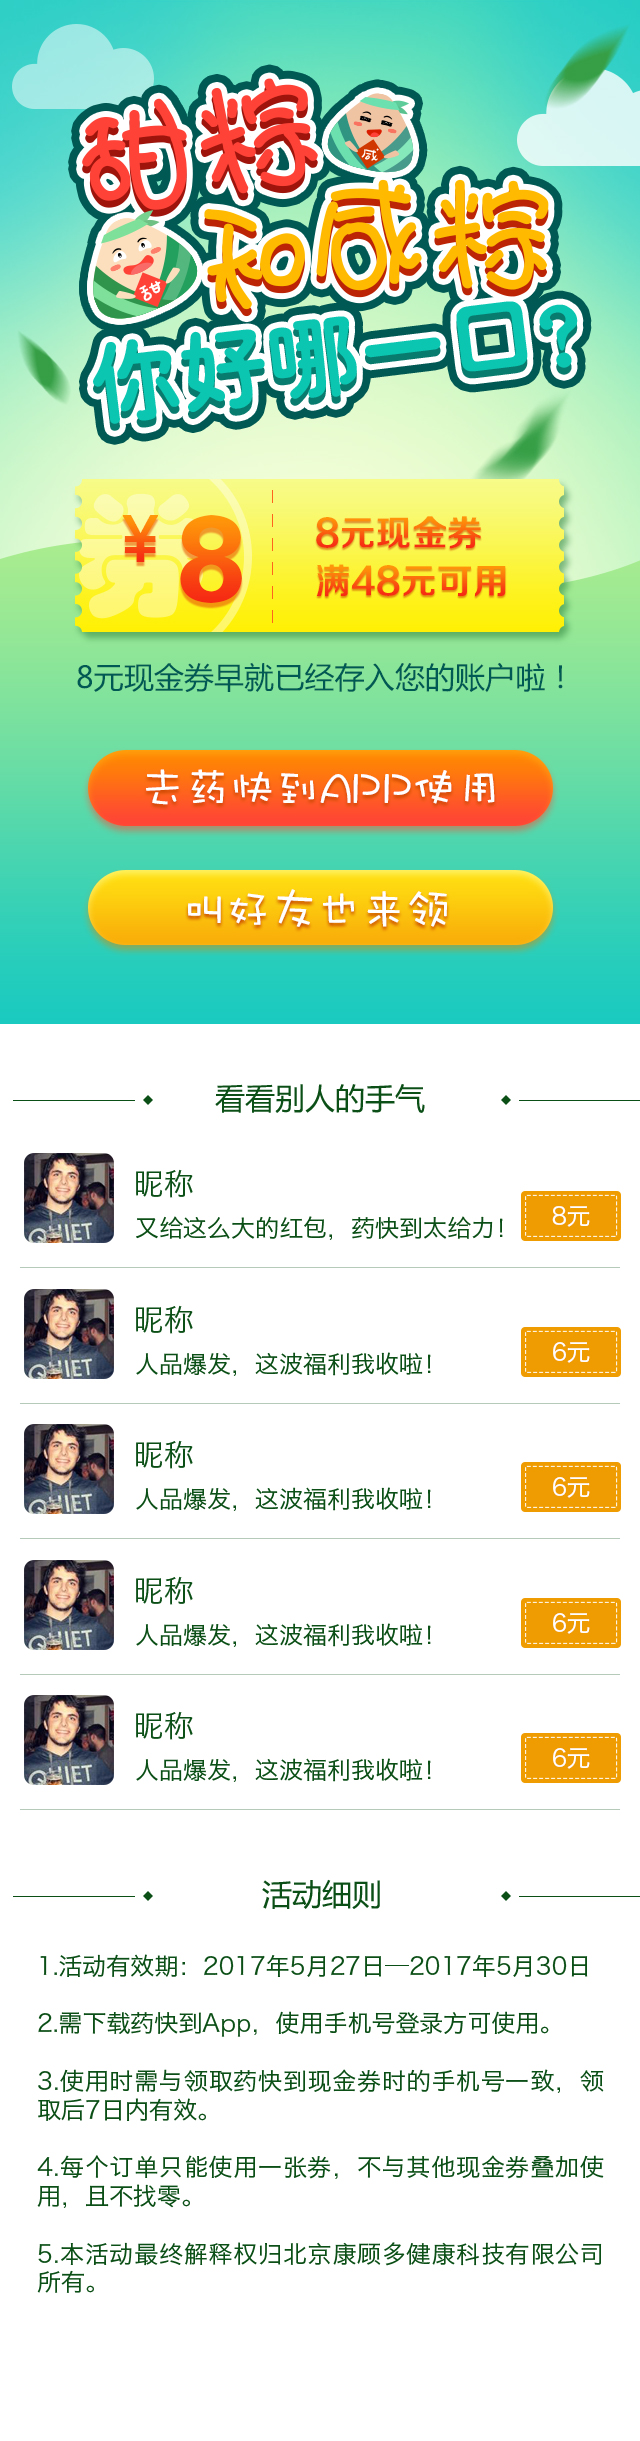 甜粽
咸
和咸粽
甜
你好哪一口?
券
¥8
8元现金券
满48元可用
8元现金券早就已经存入您的账户啦！
去药快到APP使用
叫好友也来领
看看别人的手气
昵称
又给这么大的红包，药快到太给力！
8元
QUIET
昵称
人品爆发，这波福利我收啦！
6元
QUIET
昵称
人品爆发，这波福利我收啦！
6元
QUIET
昵称
人品爆发，这波福利我收啦！
6元
QUIET
昵称
人品爆发，这波福利我收啦！
6元
QUIET
活动细则
1.活动有效期：2017年5月27日—2017年5月30日
2.需下载药快到App，使用手机号登录方可使用。
3.使用时需与领取药快到现金券时的手机号一致，领
取后7日内有效。
4.每个订单只能使用一张券，不与其他现金券叠加使
用，且不找零。
5.本活动最终解释权归北京康顾多健康科技有限公司
所有。